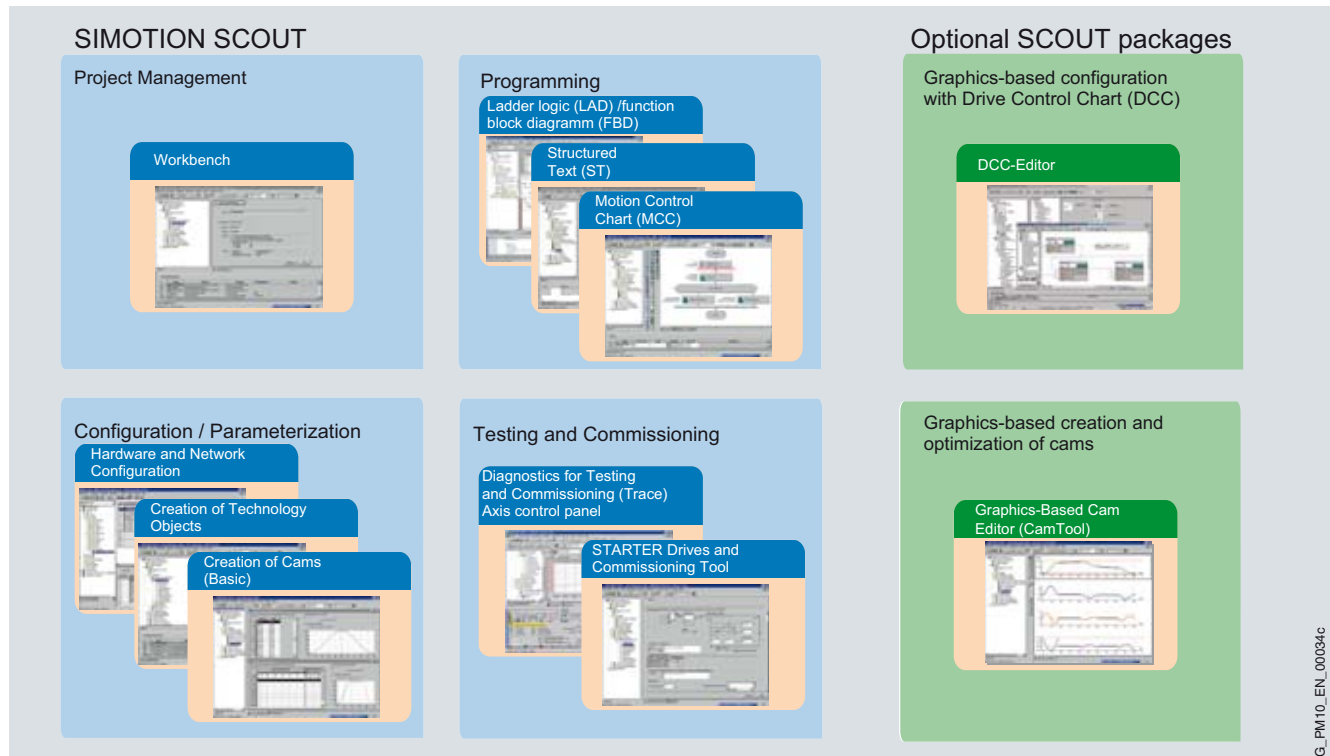 SIMOTION SCOUT
Optional SCOUT packages
Project Management
Workbench
Programming
Ladder logic (LAD) /function
block diagramm (FBD)
Structured
Text (ST)
Motion Control
Chart (MCC)
Graphics-based configuration
with Drive Control Chart (DCC)
DCC-Editor
Configuration / Parameterization
Hardware and Network
Configuration
Creation of Technology
Objects
Creation of Cams
(Basic)
Testing and Commissioning
Diagnostics for Testing
and Commissioning (Trace)
Axis control panel
STARTER Drives and
Commissioning Tool
Graphics-based creation and
optimization of cams
Graphics-Based Cam
Editor (CamTool)
G_PM10_EN_00034c